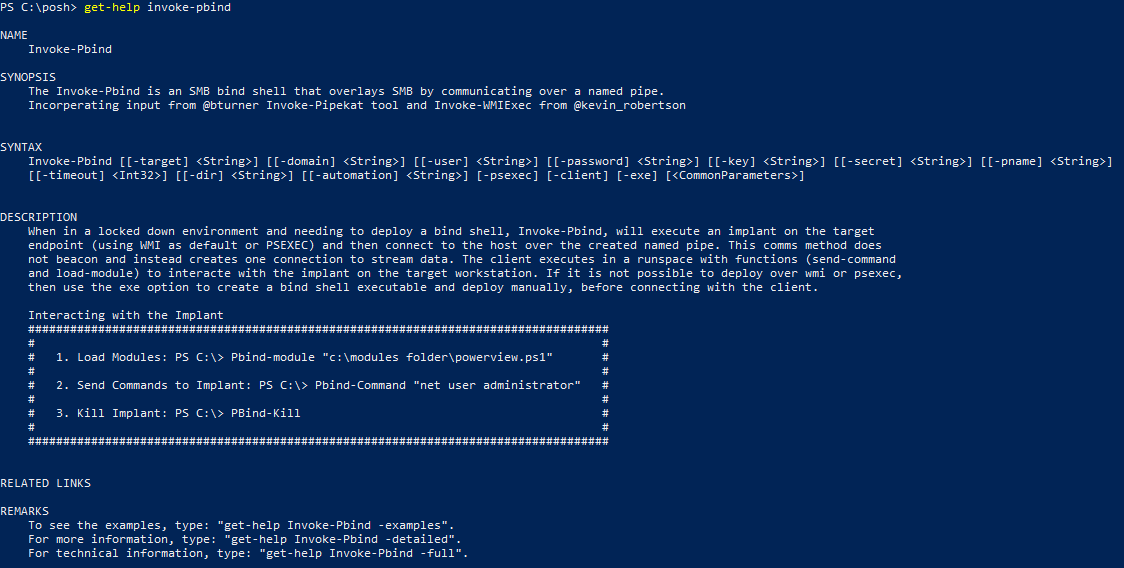 PS C:\posh> get-help invoke-pbind
NAME
Invoke-Pbind
SYNOPSIS
The Invoke-Pbind is an SMB bind shell that overlays SMB by communicating over a named pipe.
Incorperating input from @bturner Invoke-Pipekat tool and Invoke-WMIExec from @kevin_robertson
SYNTAX
Invoke-Pbind [[-target] <String>] [[-domain] <String>] [[-user] <String>] [[-password] <String>] [[-key] <String>] [[-secret] <String>] [[-pname] <String>]
[[-timeout] <Int32>] [[-dir] <String>] [[-automation] <String>] [-psexec] [-client] [-exe] [<CommonParameters>]
DESCRIPTION
When in a locked down environment and needing to deploy a bind shell, Invoke-Pbind, will execute an implant on the target
endpoint (using WMI as default or PSEXEC) and then connect to the host over the created named pipe. This comms method does
not beacon and instead creates one connection to stream data. The client executes in a runspace with functions (send-command
and load-module) to interacte with the implant on the target workstation. If it is not possible to deploy over wmi or psexec,
then use the exe option to create a bind shell executable and deploy manually, before connecting with the client.
Interacting with the Implant
###################################################################################
#                                                                                 #
#   1. Load Modules: PS C:\> Pbind-module "c:\modules folder\powerview.ps1"       #
#                                                                                 #
#   2. Send Commands to Implant: PS C:\> Pbind-Command "net user administrator"   #
#                                                                                 #
#   3. Kill Implant: PS C:\> PBind-Kill                                           #
#                                                                                 #
###################################################################################
RELATED LINKS
REMARKS
To see the examples, type: "get-help Invoke-Pbind -examples".
For more information, type: "get-help Invoke-Pbind -detailed".
For technical information, type: "get-help Invoke-Pbind -full".